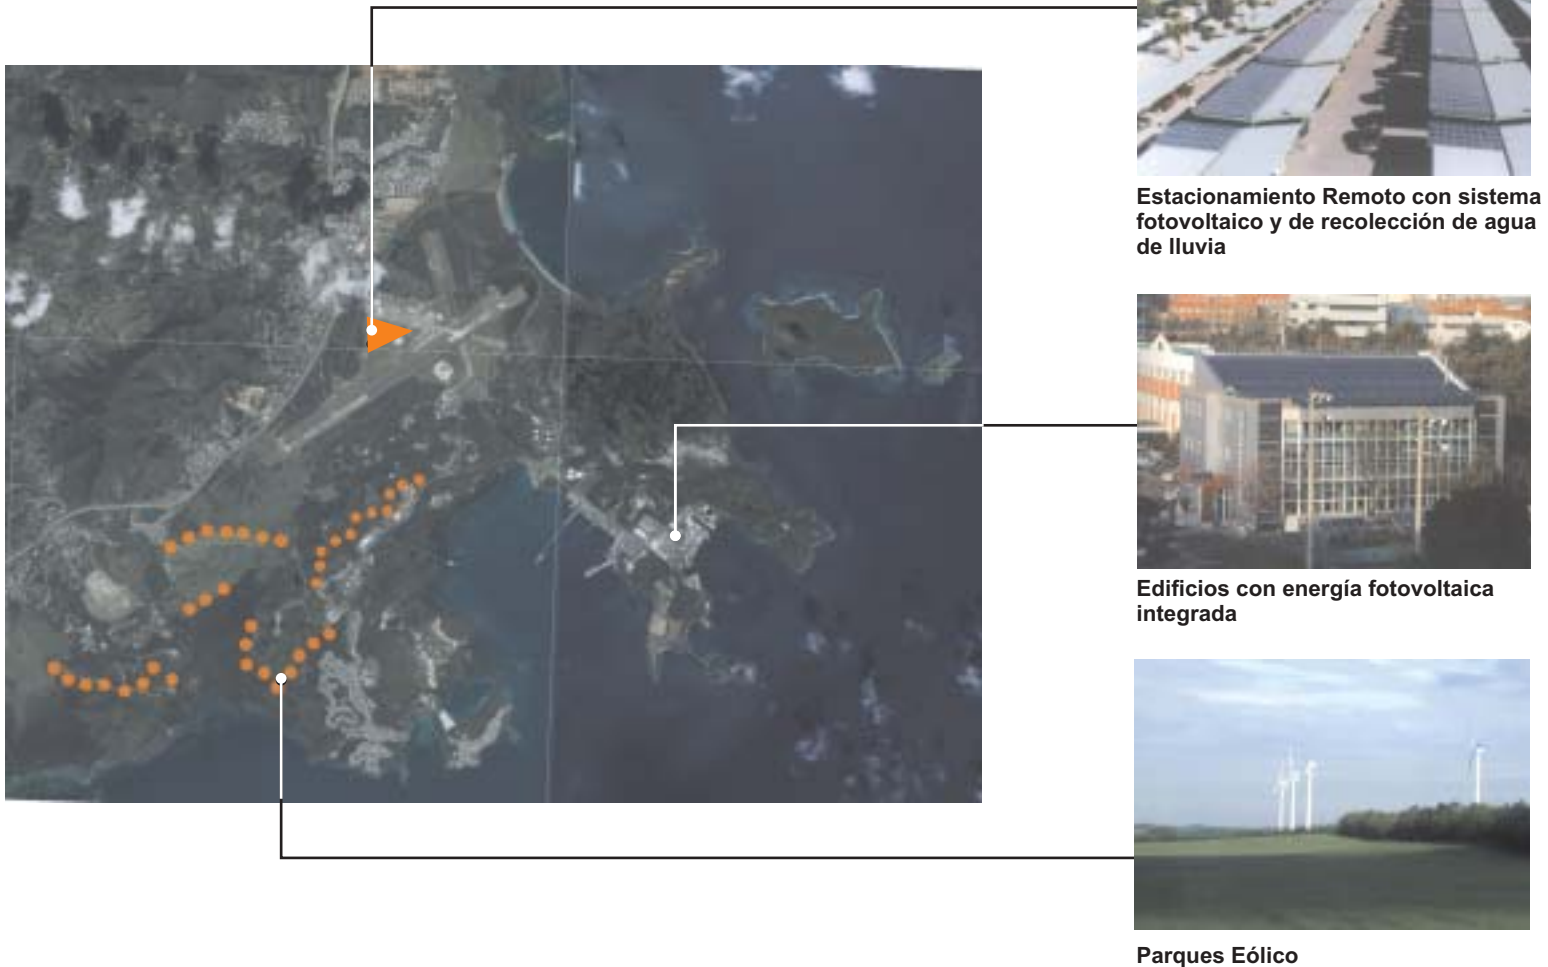 Estacionamiento Remoto con sistema
fotovoltaico y de recolección de agua
de lluvia
Edificios con energía fotovoltaica
integrada
Parques Eólico